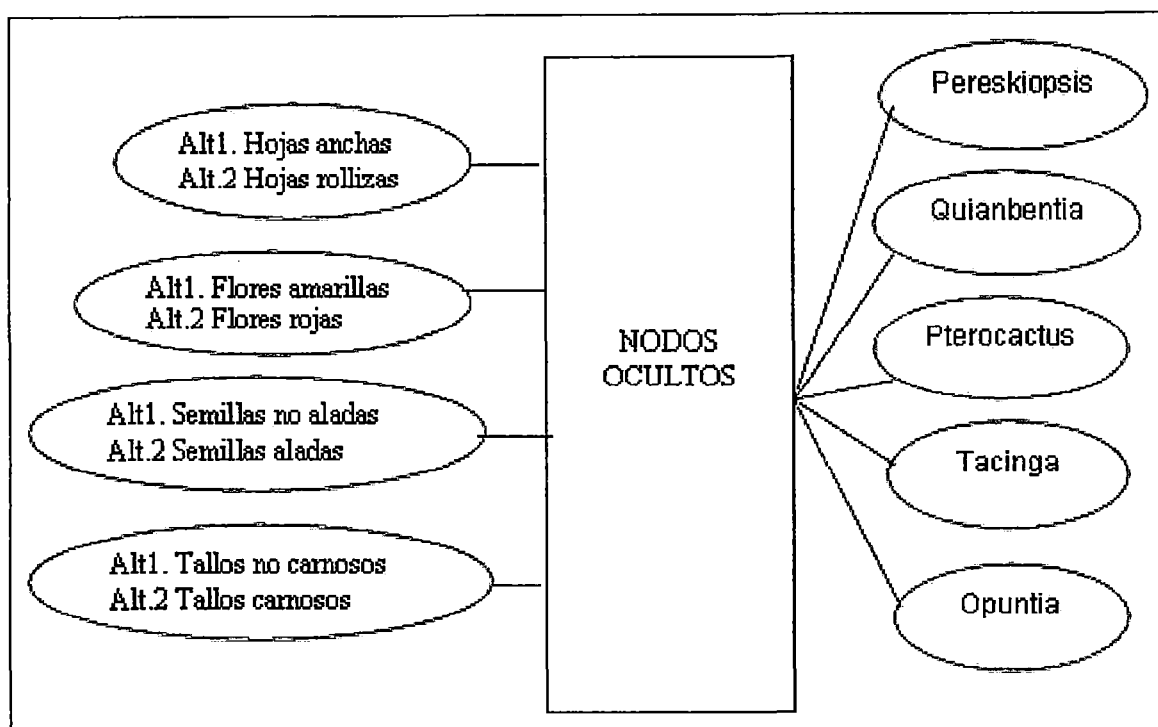 Alt1. Hojas anchas
Alt.2 Hojas rollizas
Alt1. Flores amarillas
Alt.2 Flores rojas
Alt1. Semillas no aladas
Alt.2 Semillas aladas
Alt1. Tallos no carnosos
Alt.2 Tallos carnosos
NODOS
OCULTOS
Pereskiopsis
Quianbentia
Pterocactus
Tacinga
Opuntia